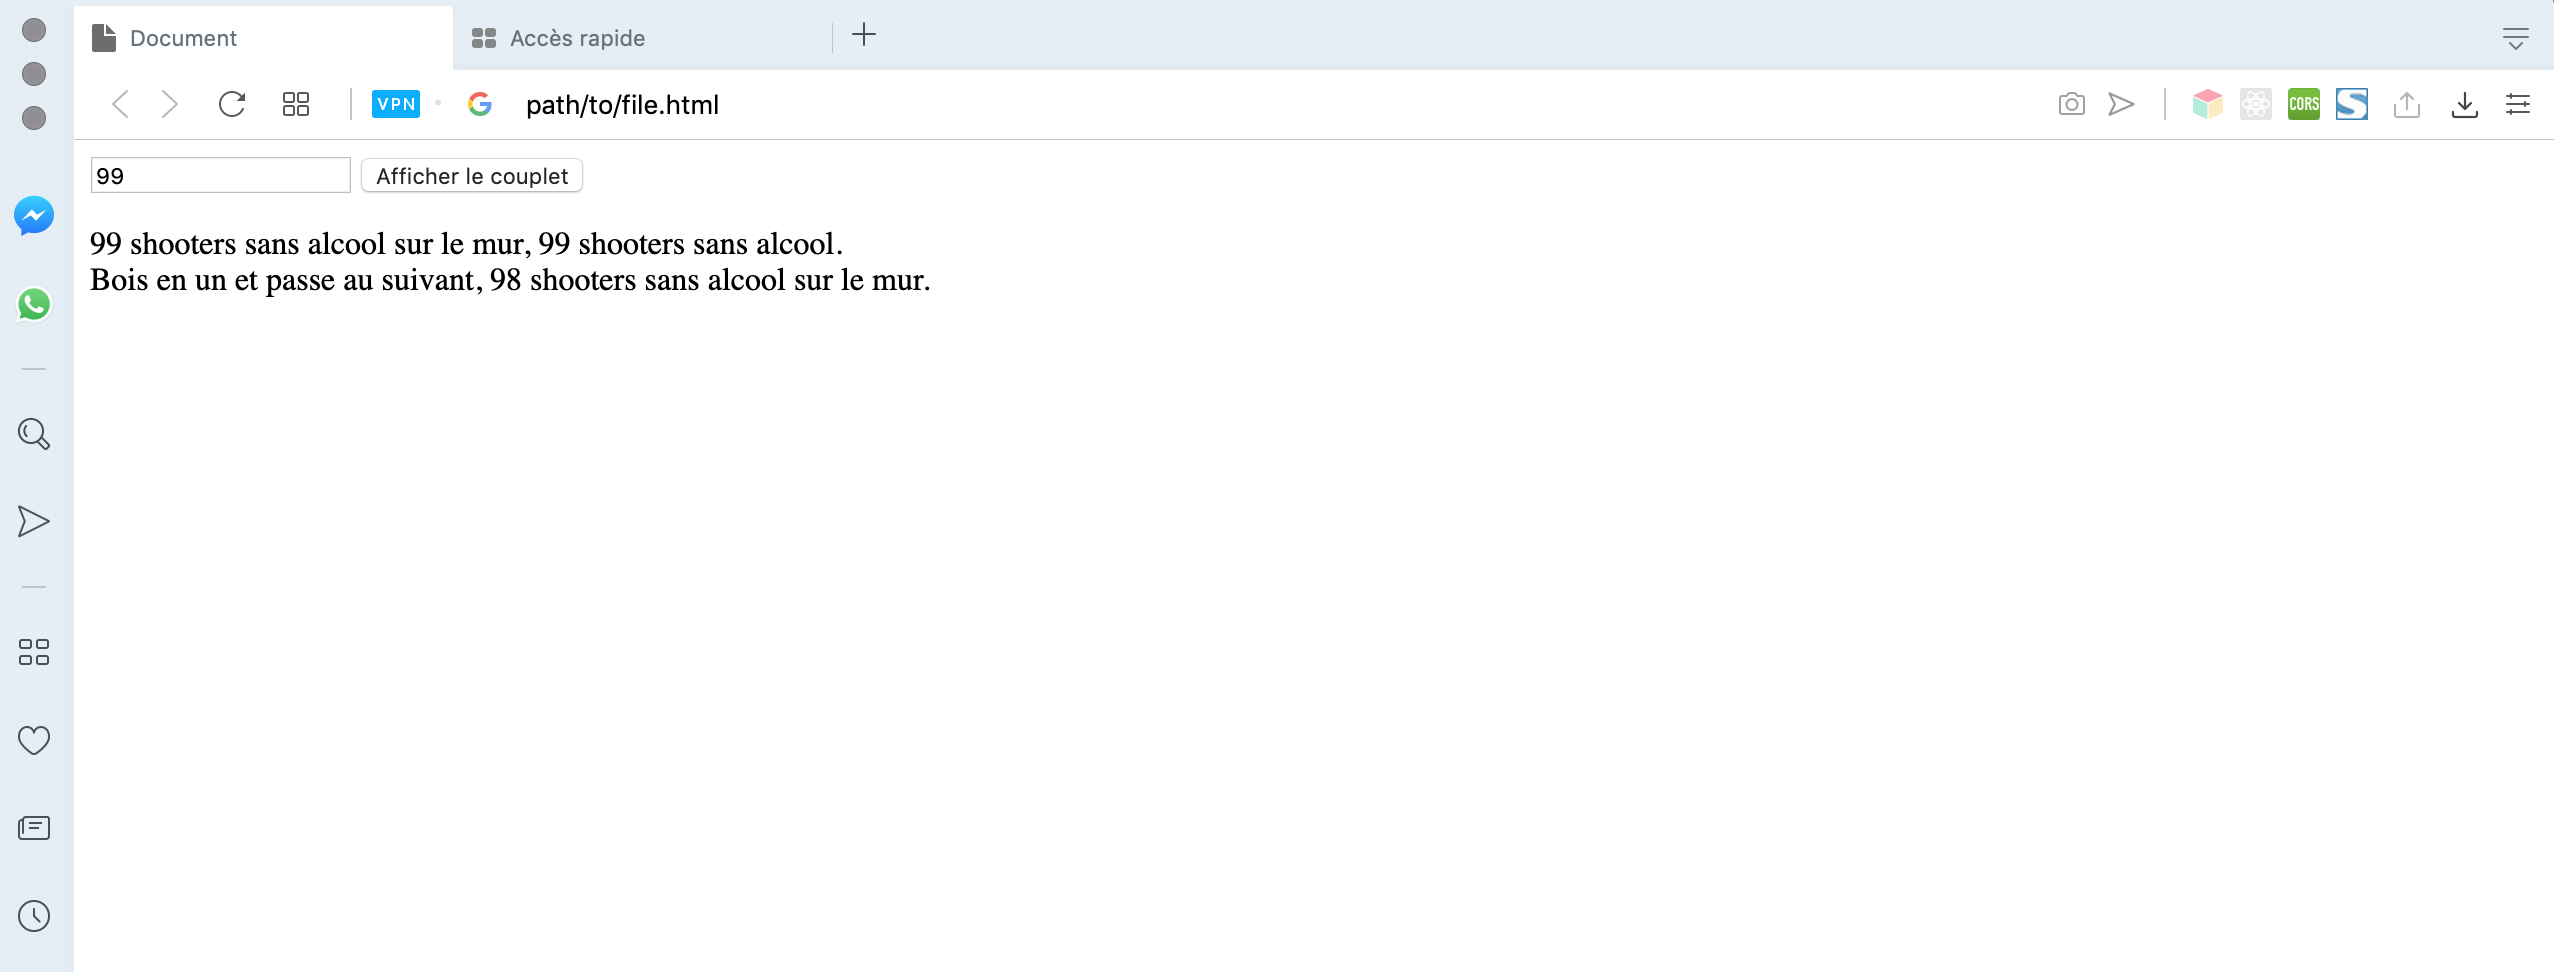 Document
Accès rapide
VPN
path/to/file.html
CORS
99
Afficher le couplet
99 shooters sans alcool sur le mur, 99 shooters sans alcool.
Bois en un et passe au suivant, 98 shooters sans alcool sur le mur.